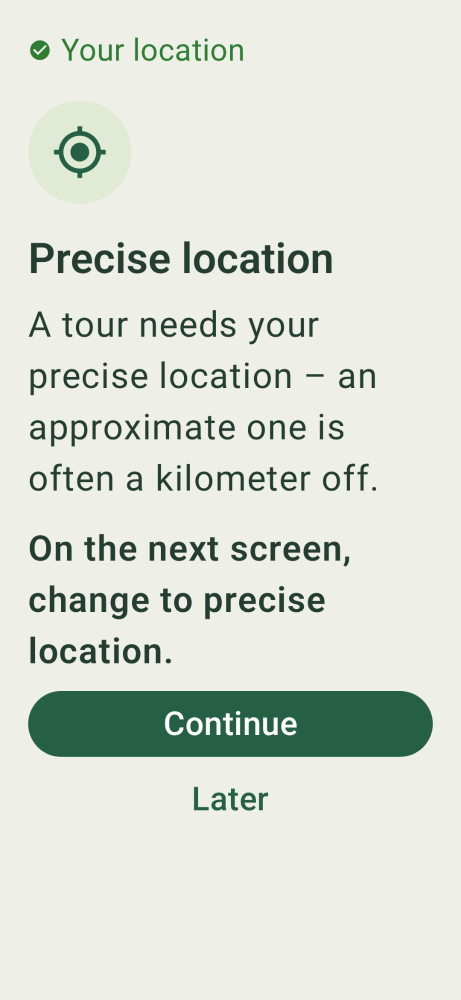 Your location
Precise location
A tour needs your
precise location – an
approximate one is
often a kilometer off.
On the next screen,
change to precise
location.
Continue
Later